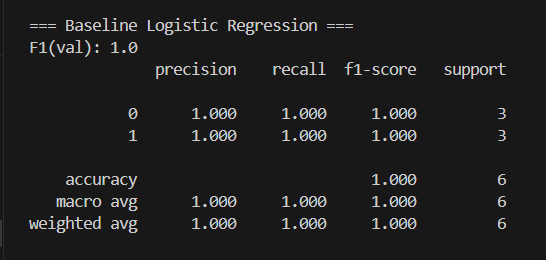 === Baseline Logistic Regression ===
F1(val): 1.0
precision recall f1-score support
0 1.000 1.000 1.000 3
1 1.000 1.000 1.000 3
accuracy 1.000 6
macro avg 1.000 1.000 1.000 6
weighted avg 1.000 1.000 1.000 6